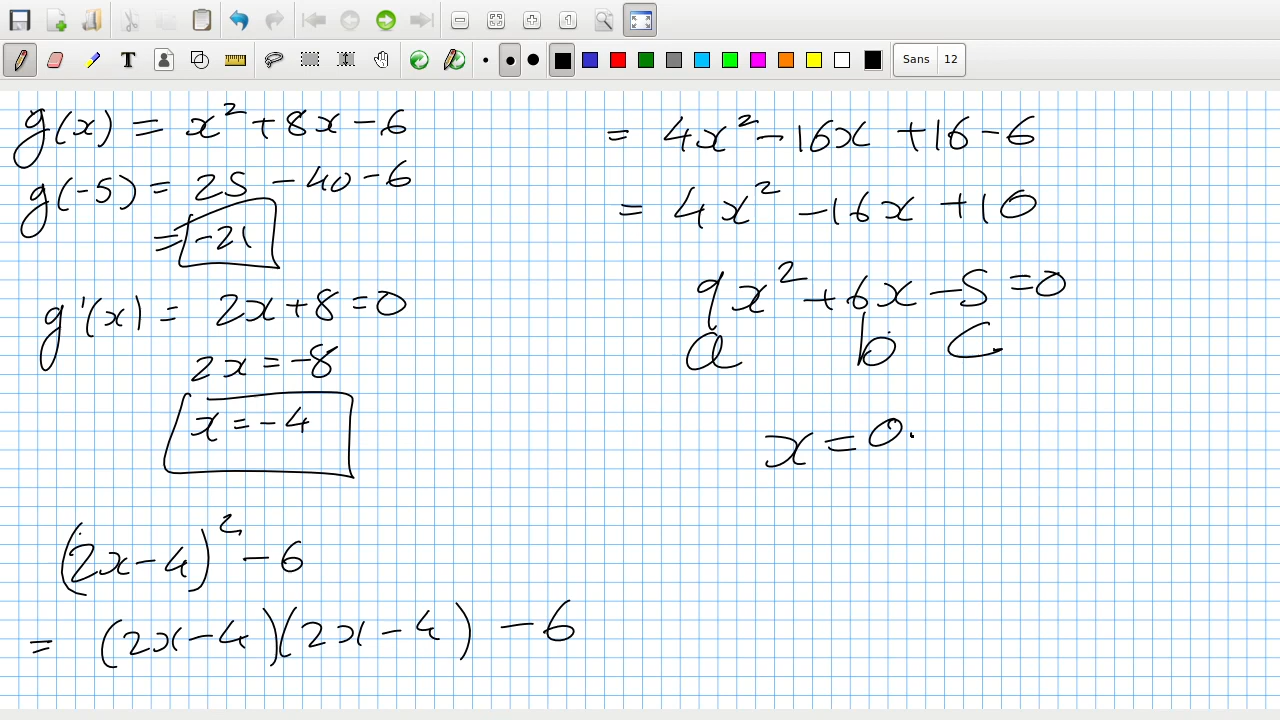 Sans 12
g(x) = x² + 8x - 6
g(-5) = 25 - 40 - 6
= -21
g'(x) = 2x + 8 = 0
2x = -8
x = -4
(2x - 4)² - 6
= (2x - 4)(2x - 4) - 6
= 4x² - 16x + 16 - 6
= 4x² - 16x + 10
9x² + 6x - 5 = 0
a b c
x = 0.